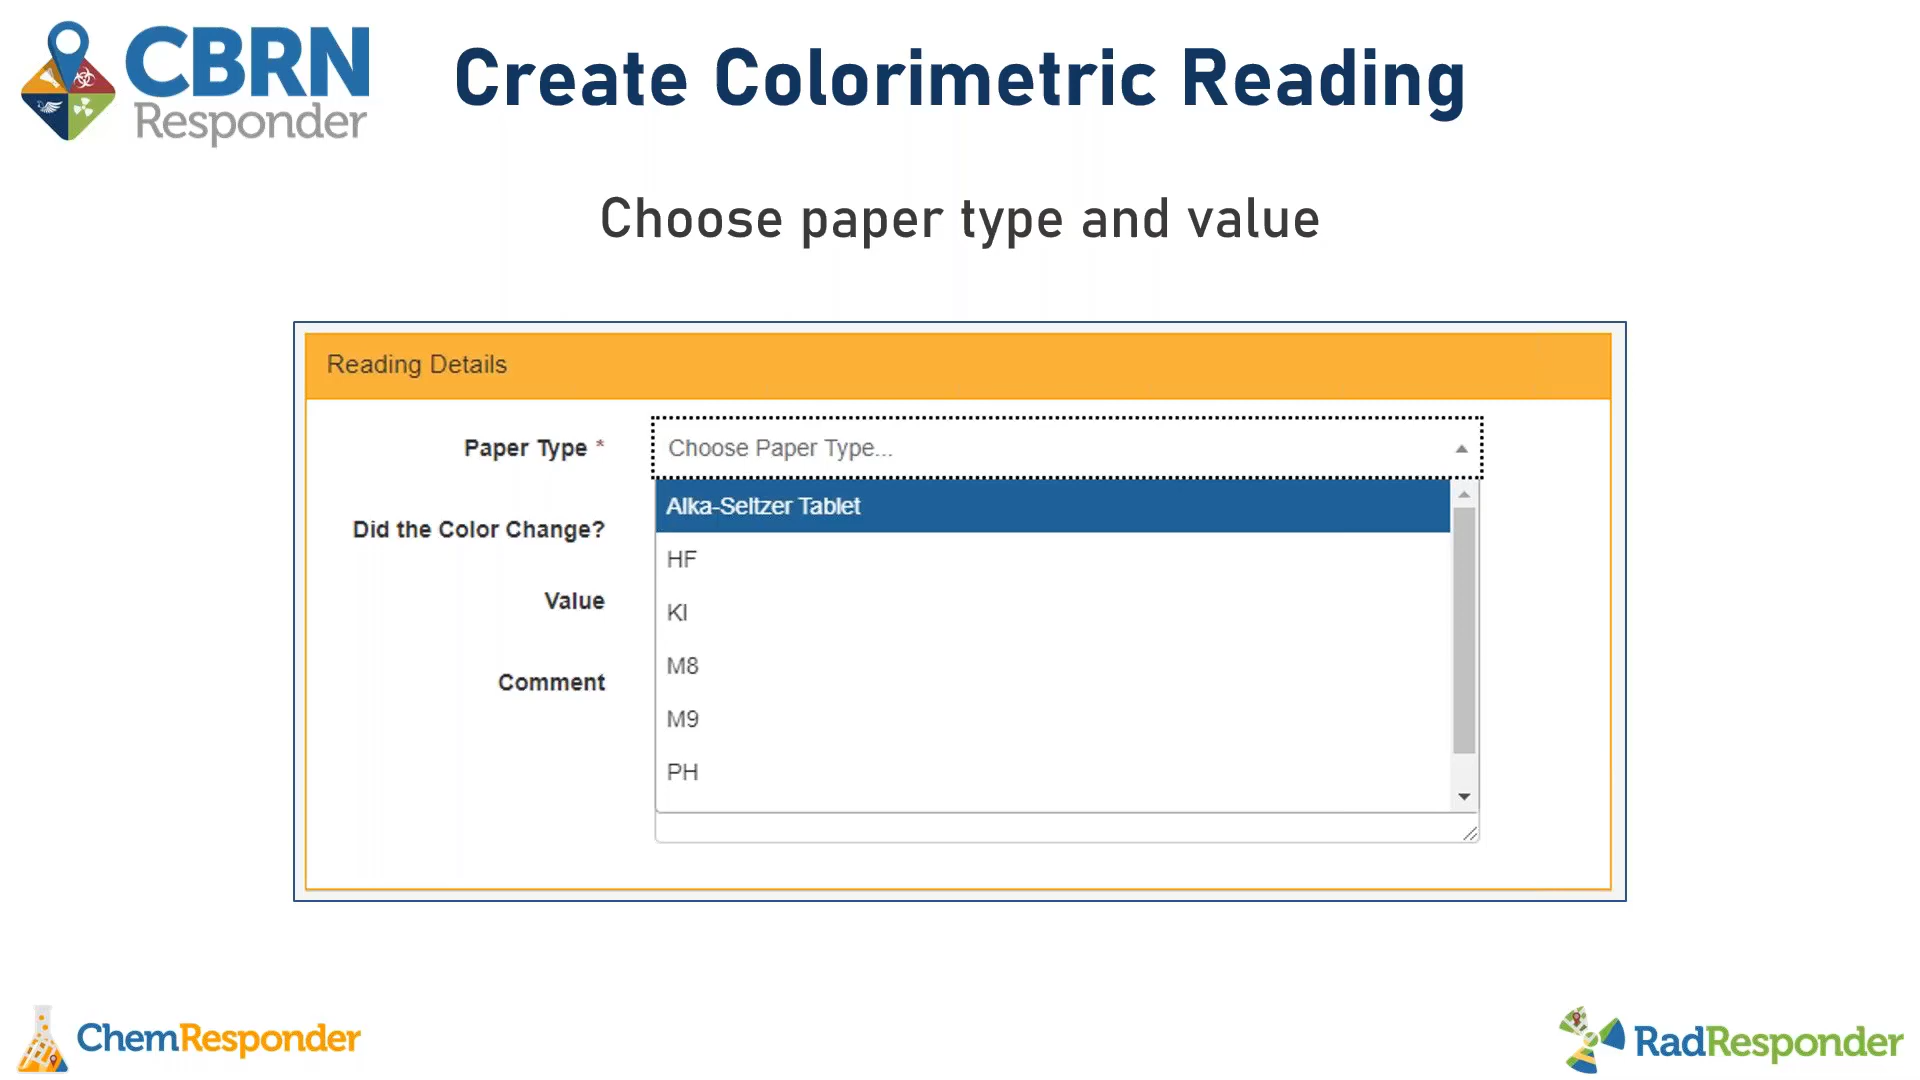 CBRN
Responder
Create Colorimetric Reading
Choose paper type and value
Reading Details
Paper Type *
Choose Paper Type...
Alka-Seltzer Tablet
Did the Color Change?
HF
Value
KI
M8
Comment
M9
PH
ChemResponder
RadResponder